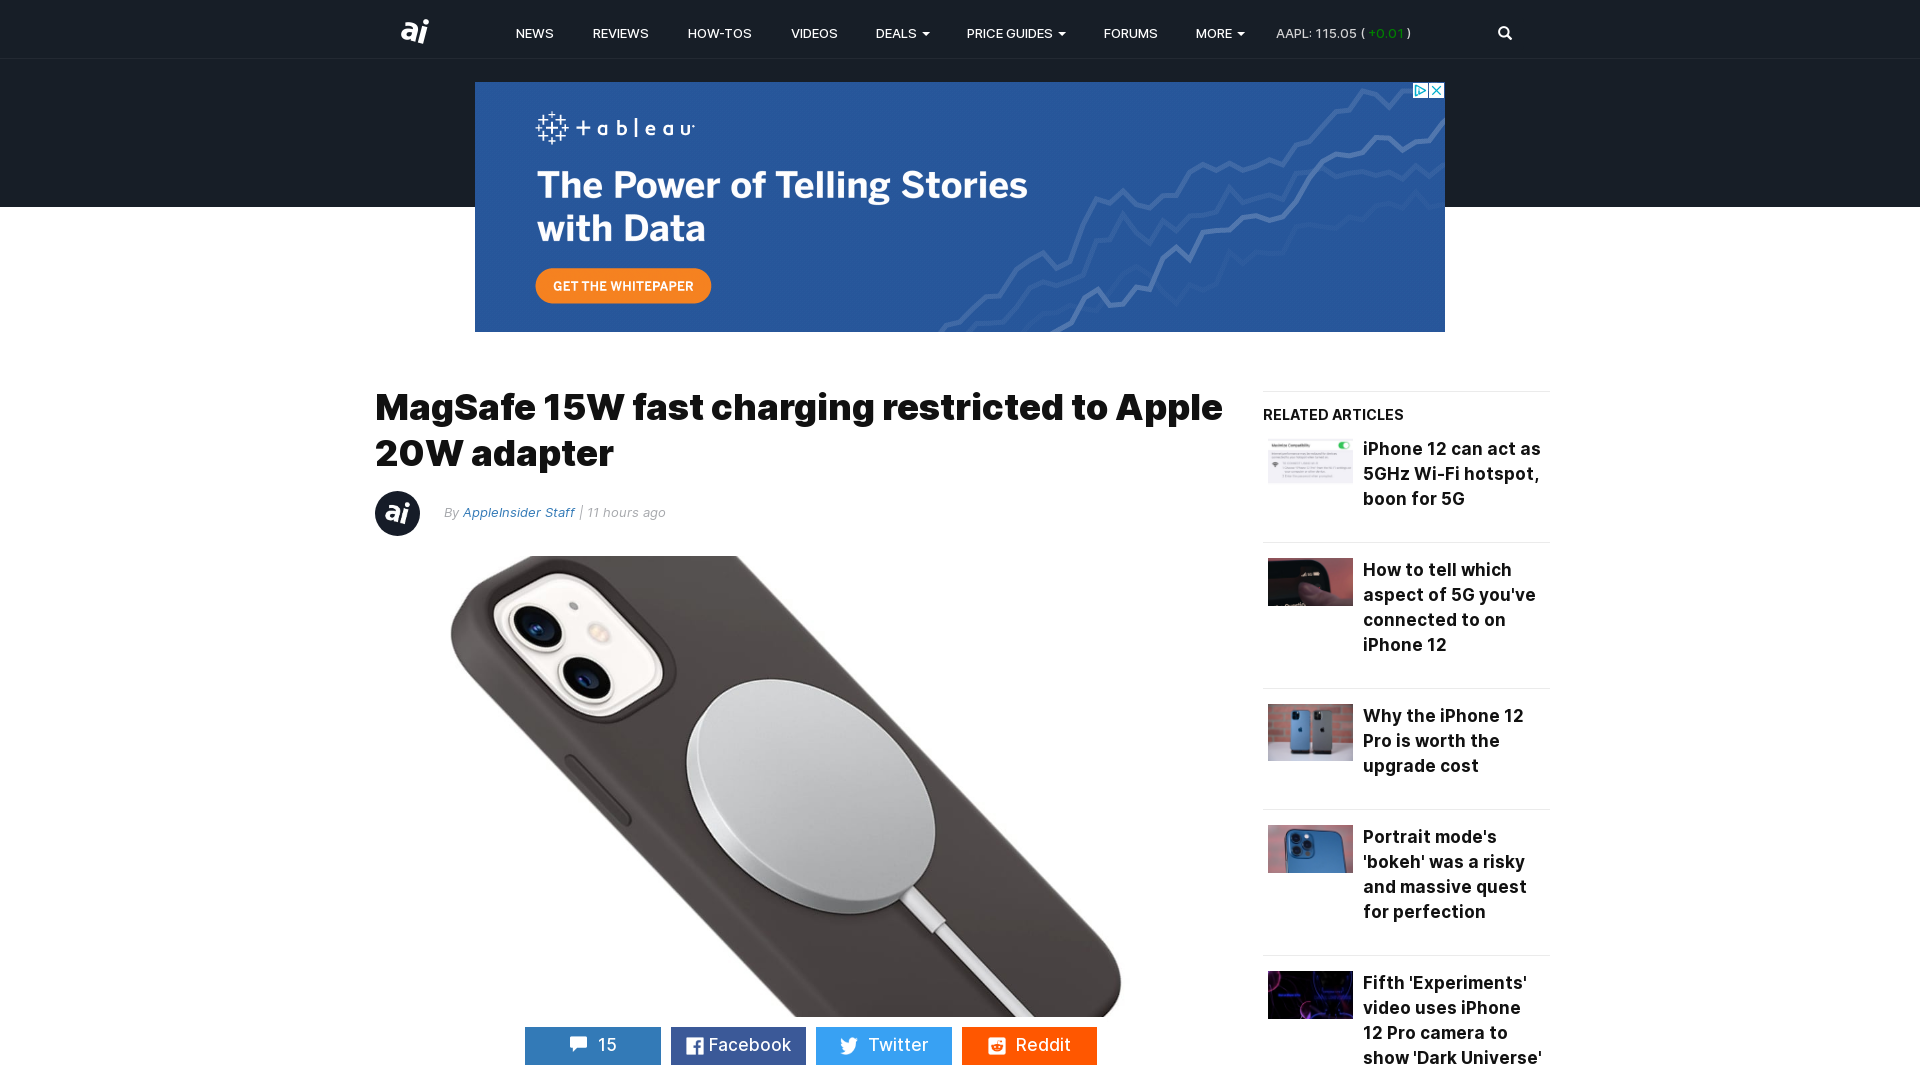 ai
NEWS
REVIEWS
HOW-TOS
VIDEOS
DEALS
PRICE GUIDES
FORUMS
MORE
AAPL: 115.05 ( +0.01 )
+ableau
The Power of Telling Stories
with Data
GET THE WHITEPAPER
MagSafe 15W fast charging restricted to Apple
20W adapter
ai
By AppleInsider Staff | 11 hours ago
15
Facebook
Twitter
Reddit
RELATED ARTICLES
iPhone 12 can act as
5GHz Wi-Fi hotspot,
boon for 5G
How to tell which
aspect of 5G you've
connected to on
iPhone 12
Why the iPhone 12
Pro is worth the
upgrade cost
Portrait mode's
'bokeh' was a risky
and massive quest
for perfection
Fifth 'Experiments'
video uses iPhone
12 Pro camera to
show 'Dark Universe'